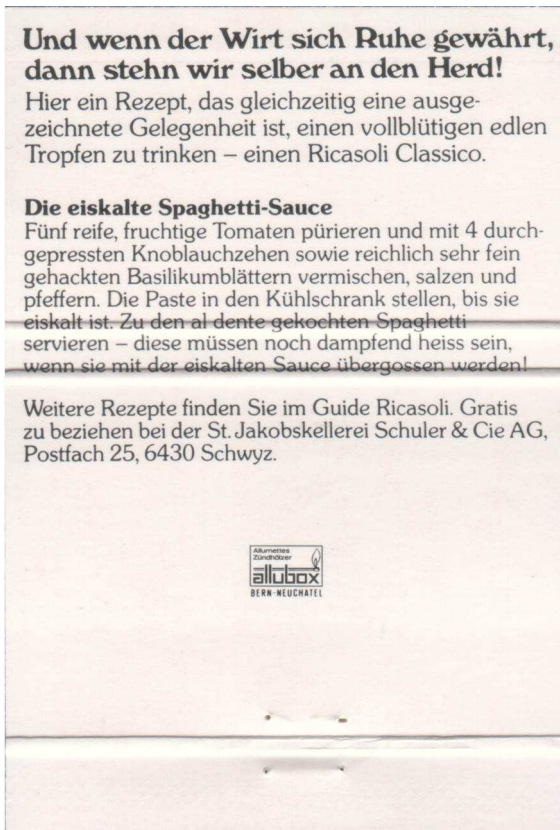 Und wenn der Wirt sich Ruhe gewährt,
dann stehn wir selber an den Herd!
Hier ein Rezept, das gleichzeitig eine ausge-
zeichnete Gelegenheit ist, einen vollblütigen edlen
Tropfen zu trinken – einen Ricasoli Classico.
Die eiskalte Spaghetti-Sauce
Fünf reife, fruchtige Tomaten pürieren und mit 4 durch-
gepressten Knoblauchzehen sowie reichlich sehr fein
gehackten Basilikumblättern vermischen, salzen und
pfeffern. Die Paste in den Kühlschrank stellen, bis sie
eiskalt ist. Zu den al dente gekochten Spaghetti
servieren – diese müssen noch dampfend heiss sein,
wenn sie mit der eiskalten Sauce übergossen werden!
Weitere Rezepte finden Sie im Guide Ricasoli. Gratis
zu beziehen bei der St. Jakobskellerei Schuler & Cie AG,
Postfach 25, 6430 Schwyz.
Allumettes
Zündhölzer
allubox
BERN-NEUCHATEL